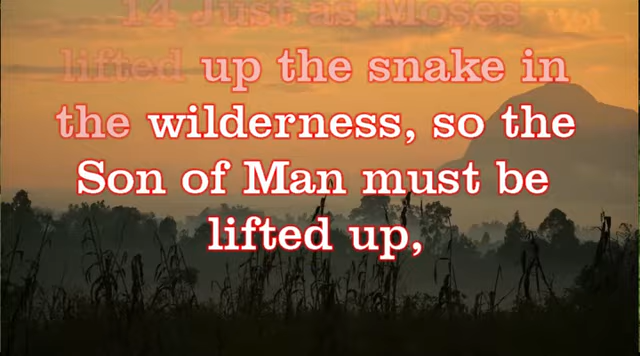 14 Just as Moses
lifted up the snake in
the wilderness, so the
Son of Man must be
lifted up,